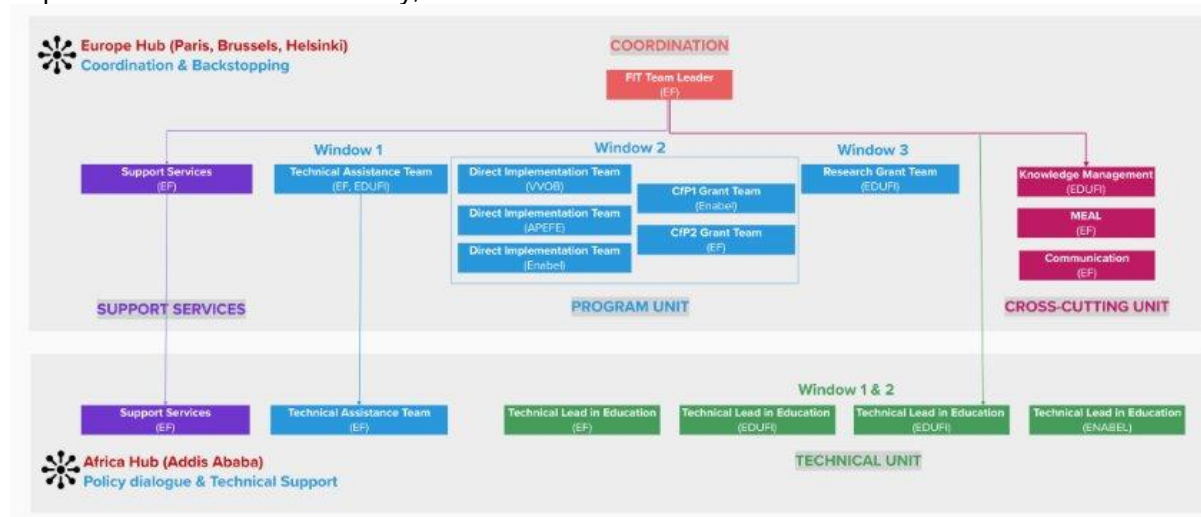 Europe Hub (Paris, Brussels, Helsinki)
Coordination & Backstopping
COORDINATION
FIT Team Leader
(EF)
Window 1
Window 2
Window 3
Support Services
(EF)
Technical Assistance Team
(EF, EDUFI)
Direct Implementation Team
(VVOB)
Direct Implementation Team
(APEFE)
Direct Implementation Team
(Enabel)
CfP1 Grant Team
(Enabel)
CfP2 Grant Team
(EF)
Research Grant Team
(EDUFI)
Knowledge Management
(EDUFI)
MEAL
(EF)
Communication
(EF)
SUPPORT SERVICES
PROGRAM UNIT
CROSS-CUTTING UNIT
Window 1 & 2
Support Services
(EF)
Technical Assistance Team
(EF)
Technical Lead in Education
(EF)
Technical Lead in Education
(EDUFI)
Technical Lead in Education
(EDUFI)
Technical Lead in Education
(ENABEL)
TECHNICAL UNIT
Africa Hub (Addis Ababa)
Policy dialogue & Technical Support